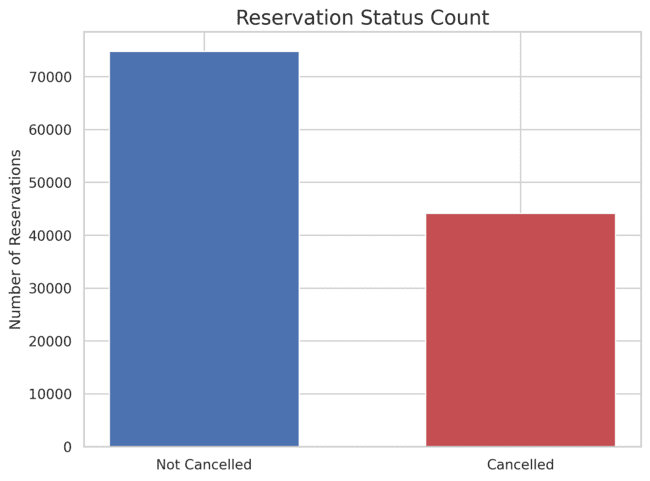 Reservation Status Count
Number of Reservations
70000
60000
50000
40000
30000
20000
10000
0
Not Cancelled
Cancelled